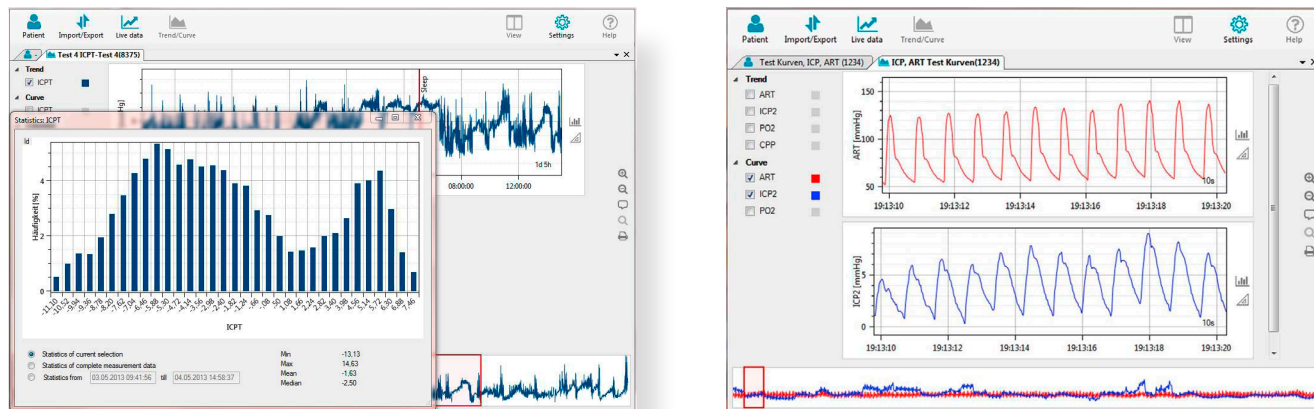 Patient Import/Export Live data Trend/Curve View Settings Help
Test 4 ICPT-Test 4(8375)
Trend
ICPT
Curve
ICPT
Sleep
1d 5h
08:00:00 12:00:00
Statistics: ICPT
Id
Häufigkeit [%]
4
2
0
-11,10 -10,52 -9,94 -9,36 -8,78 -8,20 -7,62 -7,04 -6,46 -5,88 -5,30 -4,72 -4,14 -3,56 -2,98 -2,40 -1,82 -1,24 -,66 -,08 ,50 1,08 1,66 2,24 2,82 3,40 3,98 4,56 5,14 5,72 6,30 6,88 7,46
ICPT
Statistics of current selection
Statistics of complete measurement data
Statistics from 03.05.2013 09:41:56 till 04.05.2013 14:58:37
Min -13,13
Max 14,63
Mean -1,63
Median -2,50
Patient Import/Export Live data Trend/Curve View Settings Help
Test Kurven, ICP, ART (1234) ICP, ART Test Kurven(1234)
Trend
ART
ICP2
PO2
CPP
Curve
ART
ICP2
PO2
ART [mmHg]
150
100
50
10s
19:13:10 19:13:12 19:13:14 19:13:16 19:13:18 19:13:20
ICP2 [mmHg]
5
0
10s
19:13:10 19:13:12 19:13:14 19:13:16 19:13:18 19:13:20